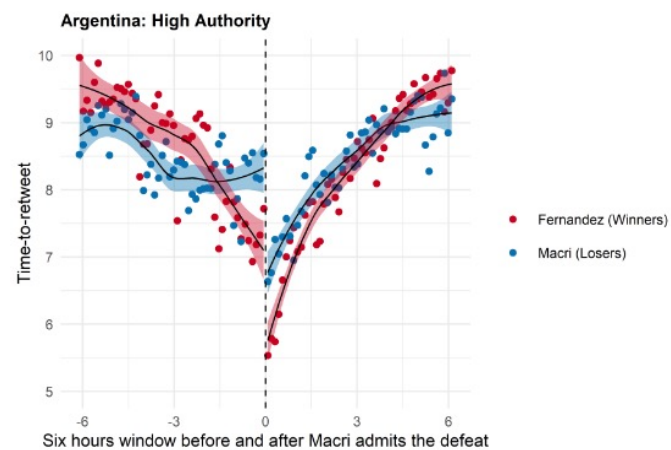 Argentina: High Authority
10
9
8
7
6
5
Time-to-retweet
-6 -3 0 3 6
Six hours window before and after Macri admits the defeat
Fernandez (Winners)
Macri (Losers)